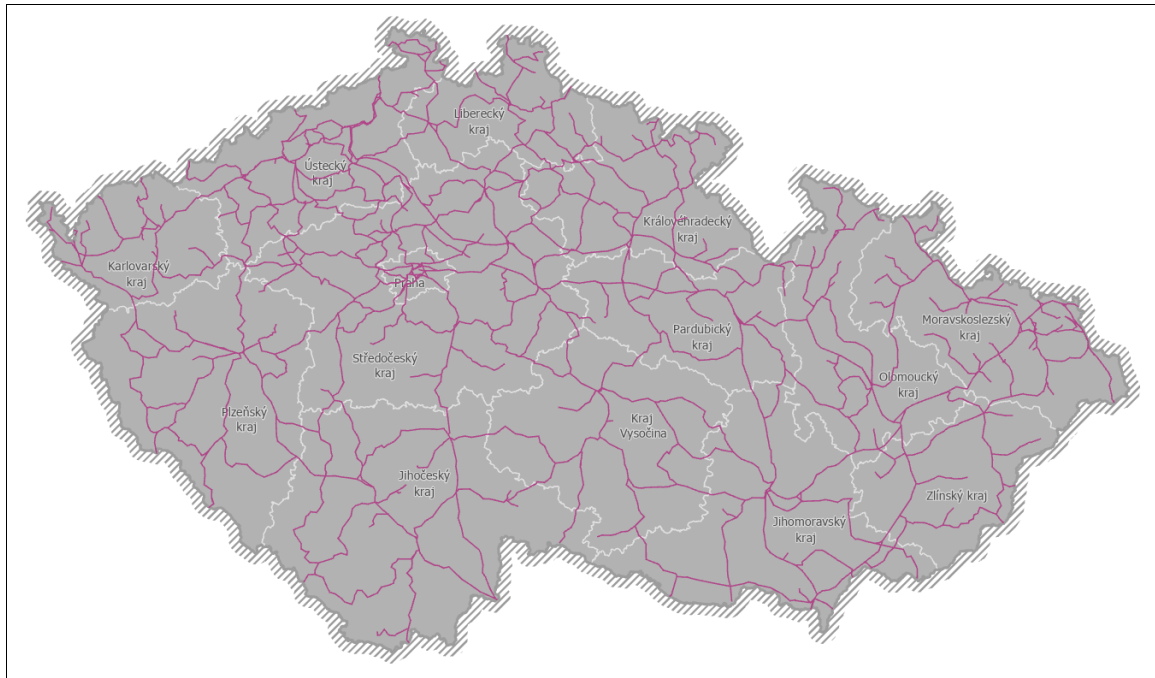 Liberecký
kraj
Ústecký
kraj
Královéhradecký
kraj
Karlovarský
kraj
Praha
Moravskoslezský
kraj
Pardubický
kraj
Středočeský
kraj
Olomoucký
kraj
Plzeňský
kraj
Kraj
Vysočina
Jihočeský
kraj
Zlínský kraj
Jihomoravský
kraj